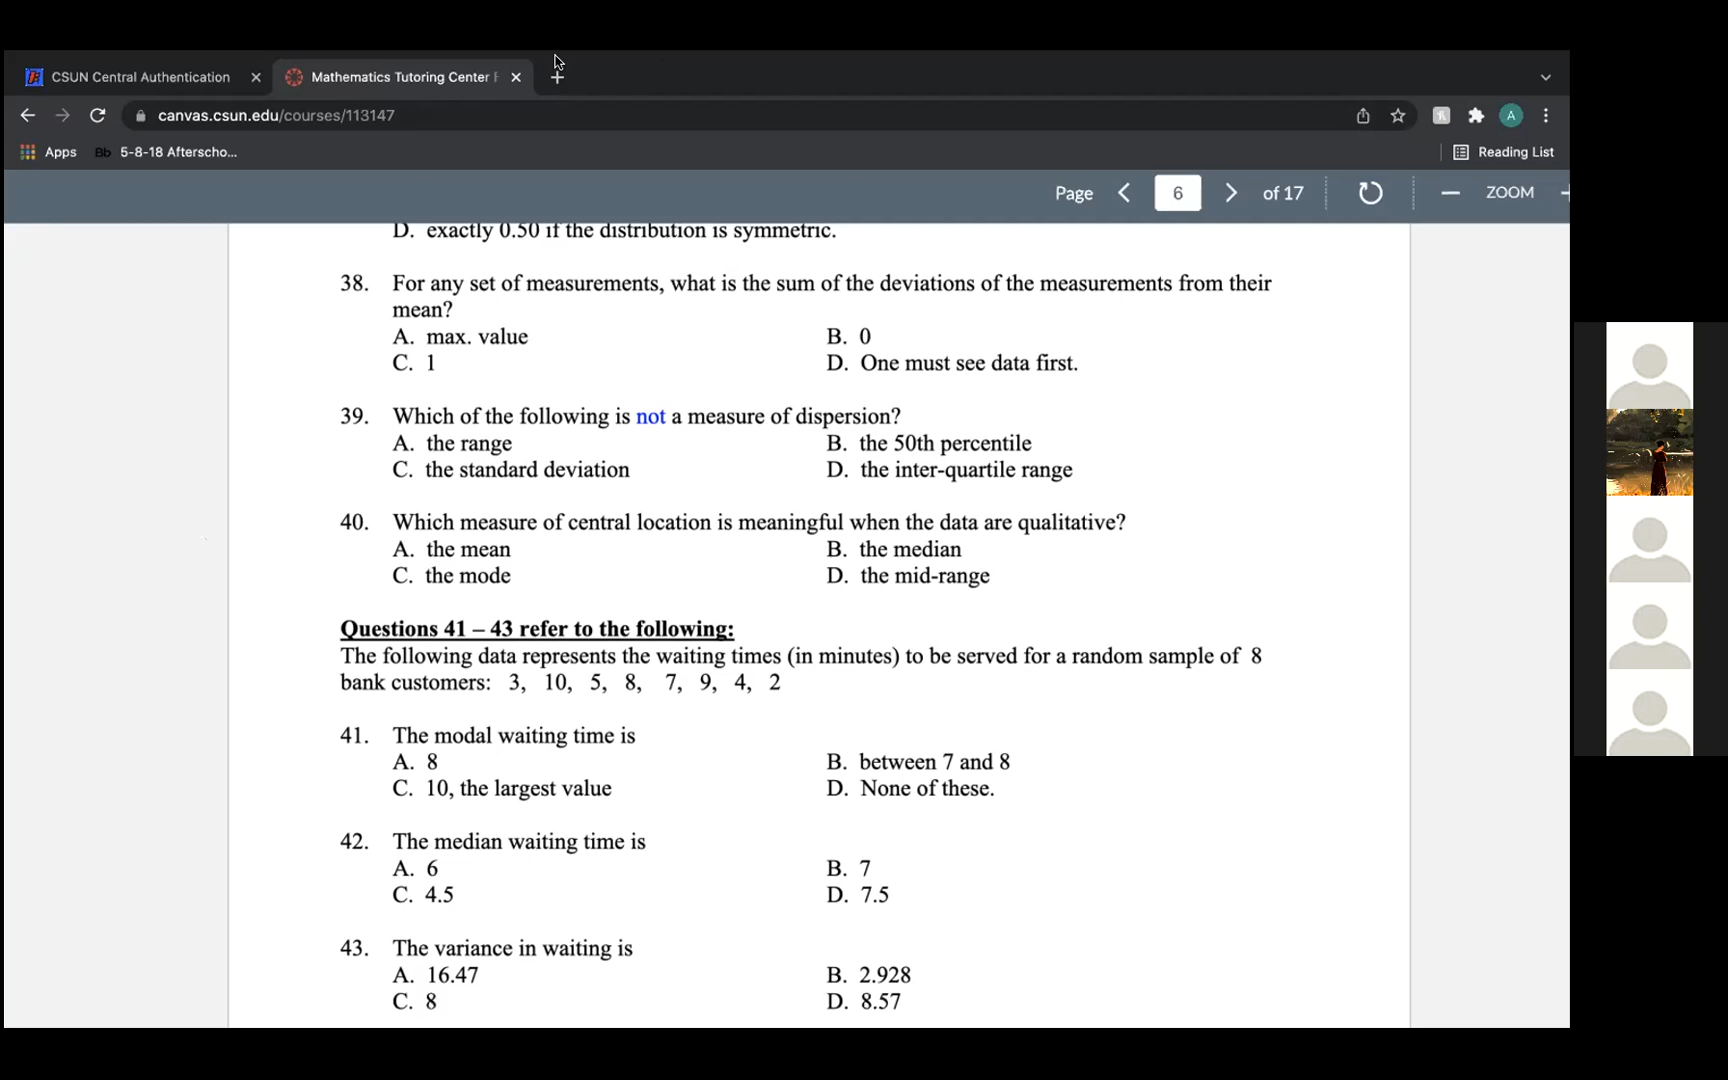 CSUN Central Authentication
Mathematics Tutoring Center
canvas.csun.edu/courses/113147
A
Apps
Bb 5-8-18 Afterscho...
Reading List
Page 6 of 17 ZOOM
D. exactly 0.50 if the distribution is symmetric.
38. For any set of measurements, what is the sum of the deviations of the measurements from their
mean?
A. max. value B. 0
C. 1 D. One must see data first.
39. Which of the following is not a measure of dispersion?
A. the range B. the 50th percentile
C. the standard deviation D. the inter-quartile range
40. Which measure of central location is meaningful when the data are qualitative?
A. the mean B. the median
C. the mode D. the mid-range
Questions 41 – 43 refer to the following:
The following data represents the waiting times (in minutes) to be served for a random sample of 8
bank customers: 3, 10, 5, 8, 7, 9, 4, 2
41. The modal waiting time is
A. 8 B. between 7 and 8
C. 10, the largest value D. None of these.
42. The median waiting time is
A. 6 B. 7
C. 4.5 D. 7.5
43. The variance in waiting is
A. 16.47 B. 2.928
C. 8 D. 8.57